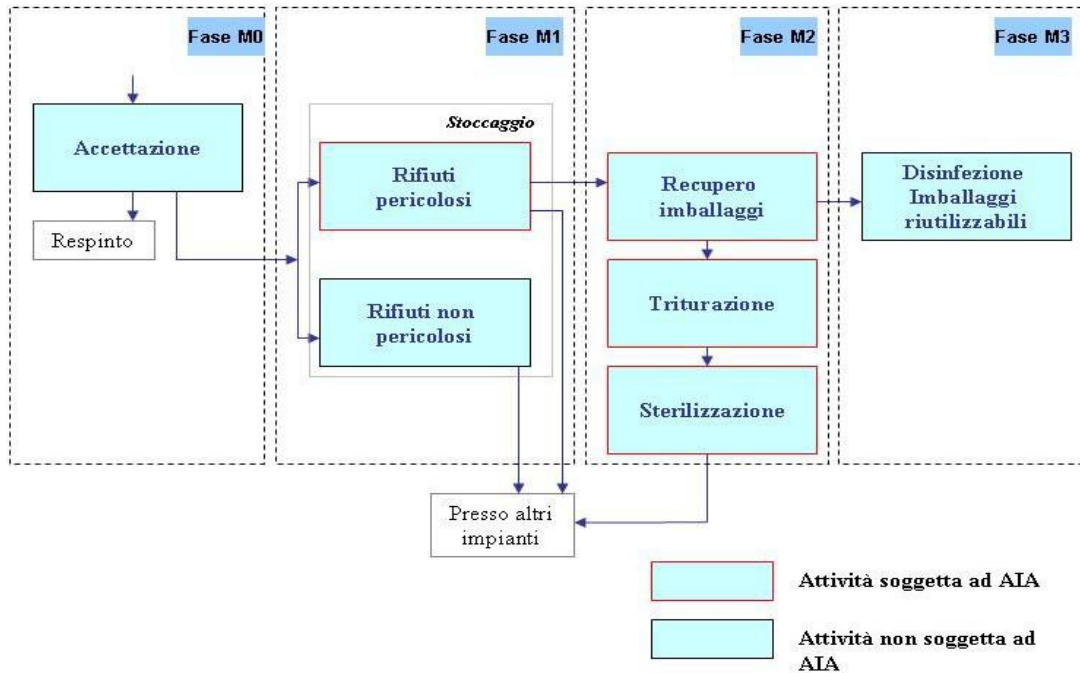 Fase M0
Fase M1
Fase M2
Fase M3
Accettazione
Respinto
Stoccaggio
Rifiuti
pericolosi
Rifiuti non
pericolosi
Recupero
imballaggi
Triturazione
Sterilizzazione
Disinfezione
Imballaggi
riutilizzabili
Presso altri
impianti
Attività soggetta ad AIA
Attività non soggetta ad
AIA